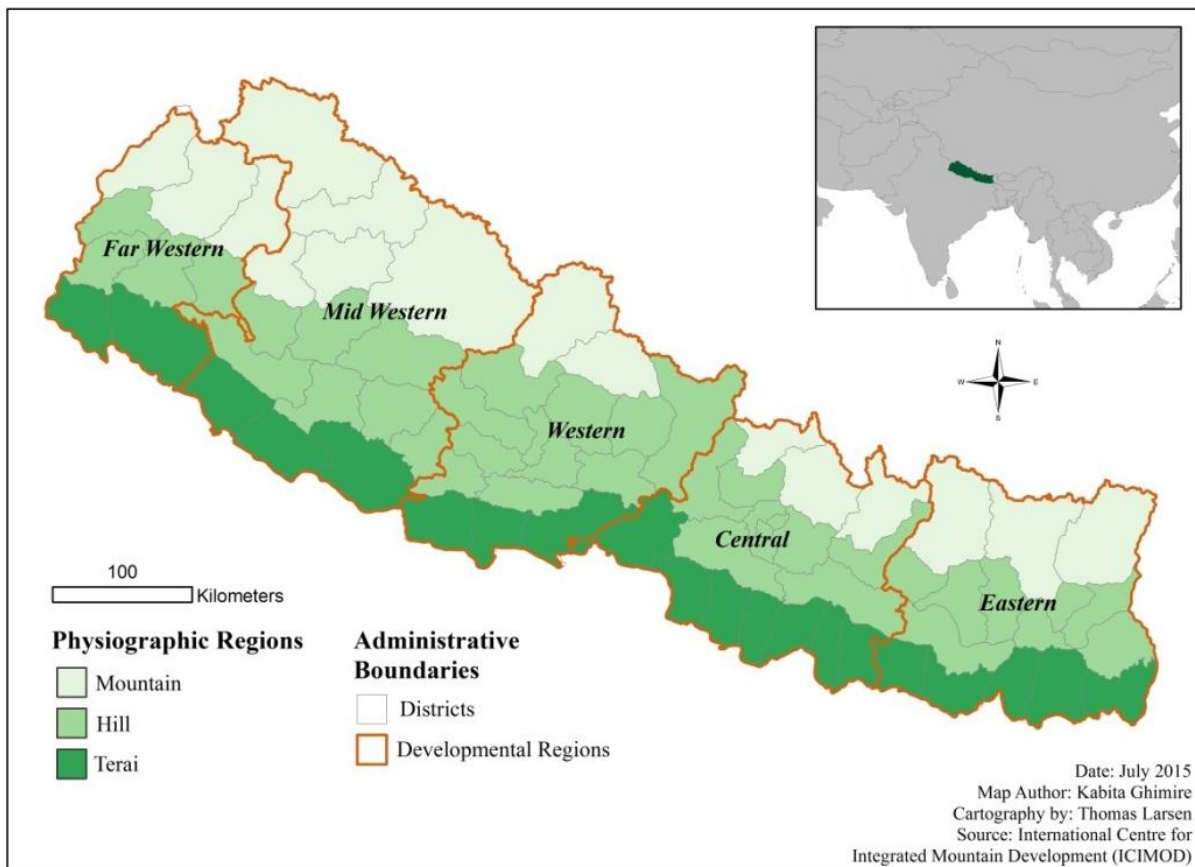 Far Western
Mid Western
Western
Central
Eastern
N
W E
S
100
Kilometers
Physiographic Regions
Mountain
Hill
Terai
Administrative
Boundaries
Districts
Developmental Regions
Date: July 2015
Map Author: Kabita Ghimire
Cartography by: Thomas Larsen
Source: International Centre for
Integrated Mountain Development (ICIMOD)